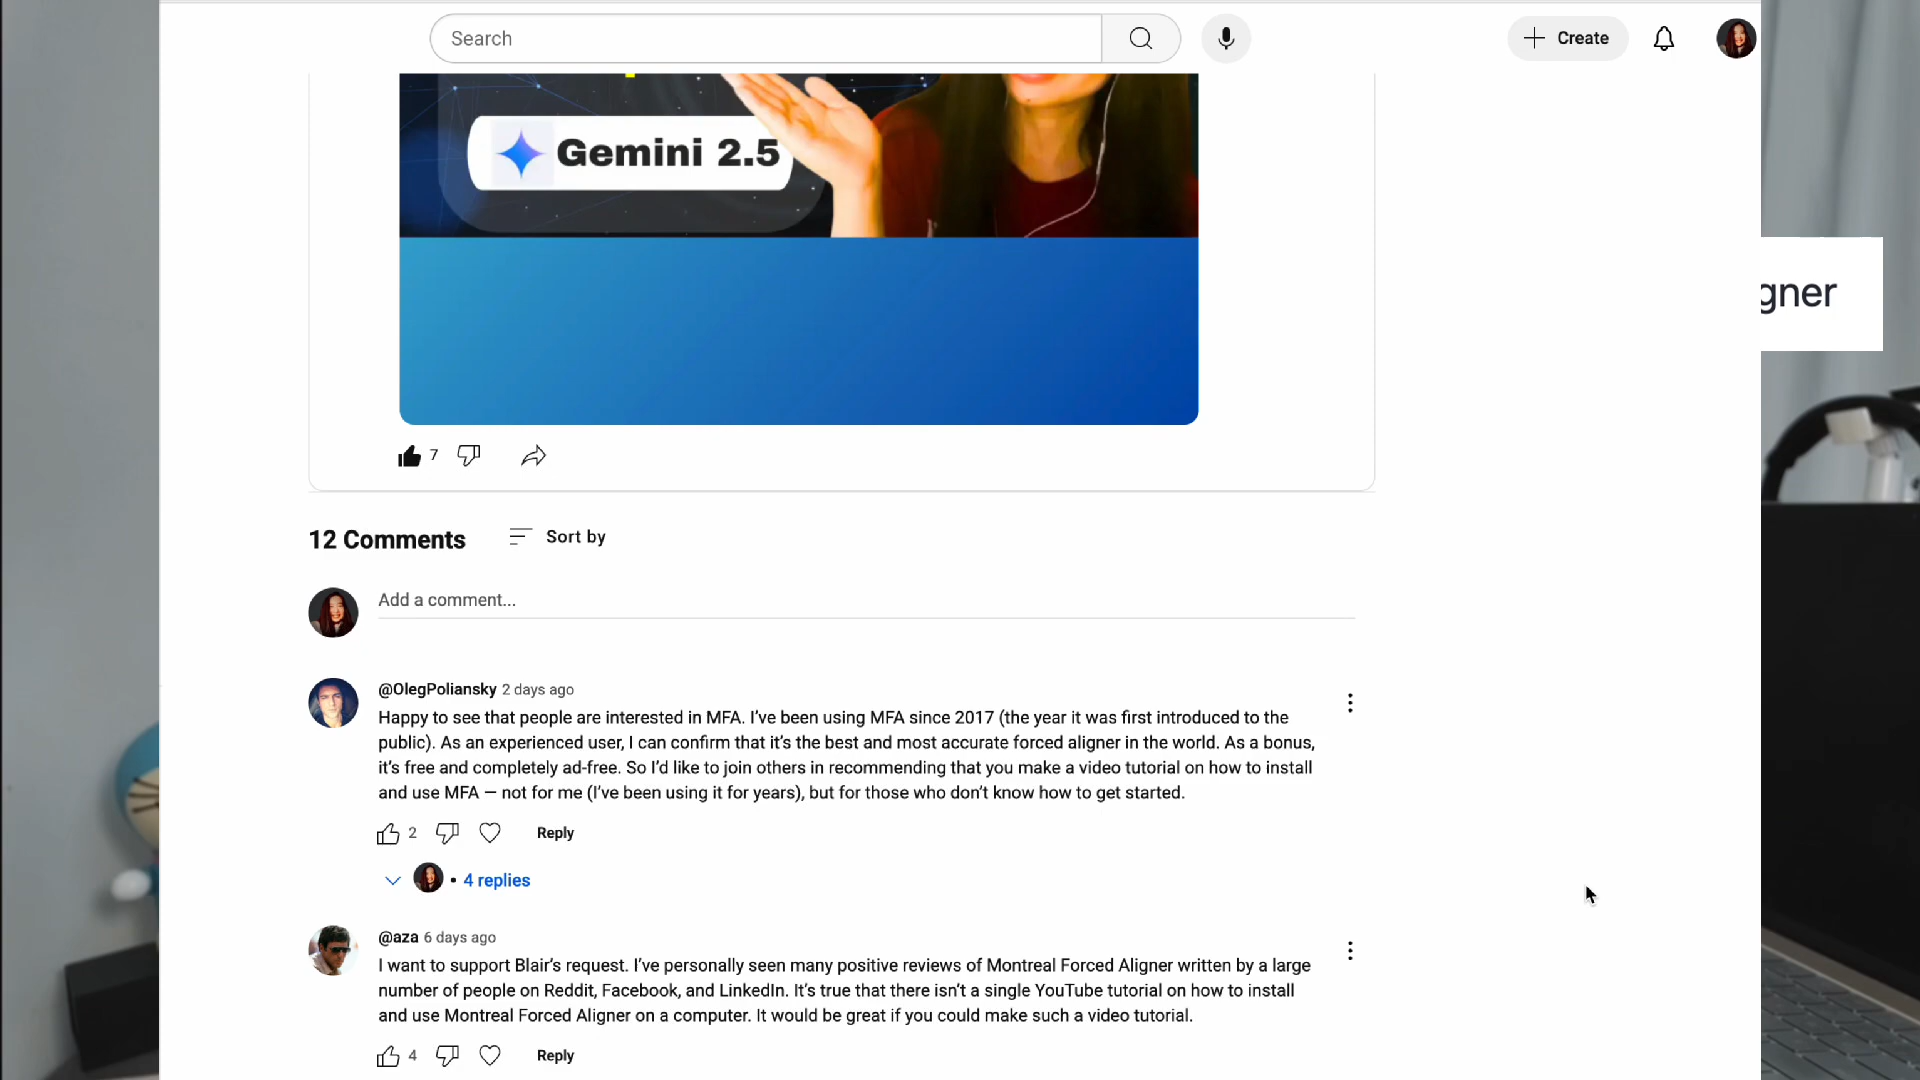 Search
Create
Gemini 2.5
gner
7
12 Comments
Sort by
Add a comment...
@OlegPoliansky 2 days ago
Happy to see that people are interested in MFA. I've been using MFA since 2017 (the year it was first introduced to the
public). As an experienced user, I can confirm that it's the best and most accurate forced aligner in the world. As a bonus,
it's free and completely ad-free. So I'd like to join others in recommending that you make a video tutorial on how to install
and use MFA — not for me (I've been using it for years), but for those who don't know how to get started.
2
Reply
• 4 replies
@aza 6 days ago
I want to support Blair's request. I've personally seen many positive reviews of Montreal Forced Aligner written by a large
number of people on Reddit, Facebook, and LinkedIn. It's true that there isn't a single YouTube tutorial on how to install
and use Montreal Forced Aligner on a computer. It would be great if you could make such a video tutorial.
4
Reply